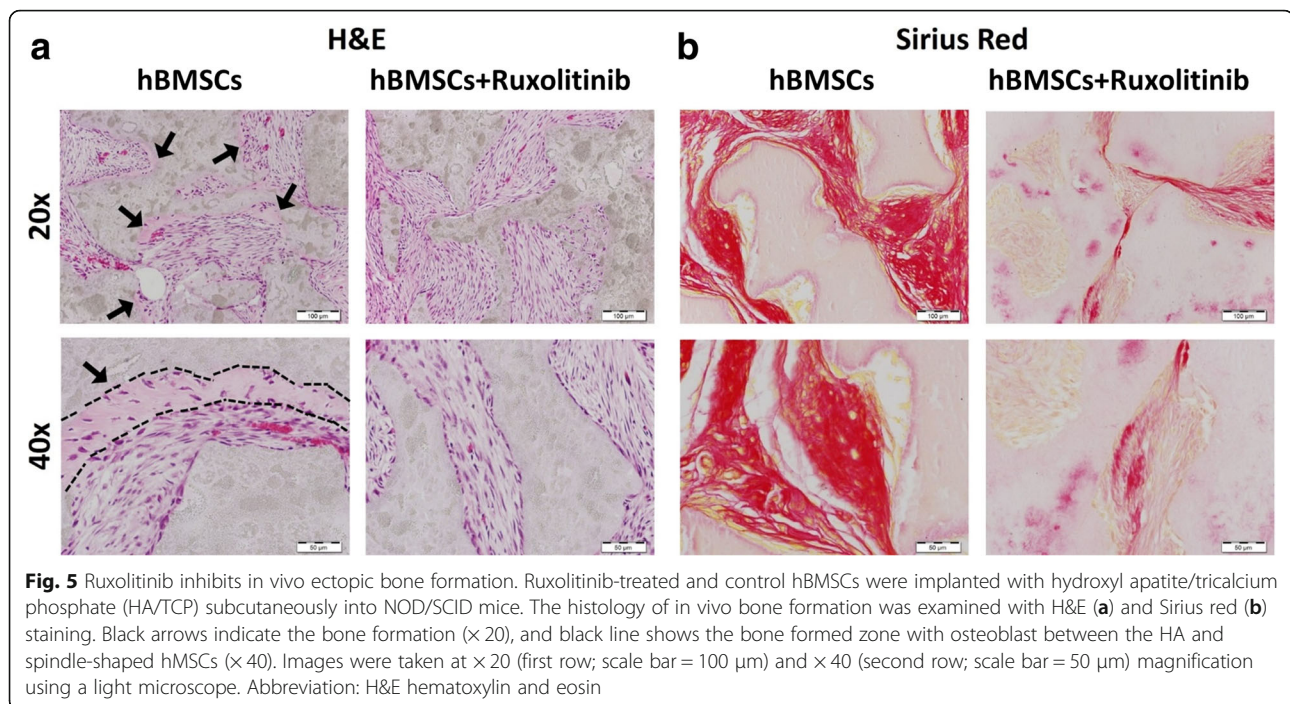 a
H&E
hBMSCs
hBMSCs+Ruxolitinib
b
Sirius Red
hBMSCs
hBMSCs+Ruxolitinib
20x
100 µm
100 µm
100 µm
100 µm
40x
50 µm
50 µm
50 µm
50 µm
Fig. 5 Ruxolitinib inhibits in vivo ectopic bone formation. Ruxolitinib-treated and control hBMSCs were implanted with hydroxyl apatite/tricalcium
phosphate (HA/TCP) subcutaneously into NOD/SCID mice. The histology of in vivo bone formation was examined with H&E (a) and Sirius red (b)
staining. Black arrows indicate the bone formation (× 20), and black line shows the bone formed zone with osteoblast between the HA and
spindle-shaped hMSCs (× 40). Images were taken at × 20 (first row; scale bar = 100 μm) and × 40 (second row; scale bar = 50 μm) magnification
using a light microscope. Abbreviation: H&E hematoxylin and eosin